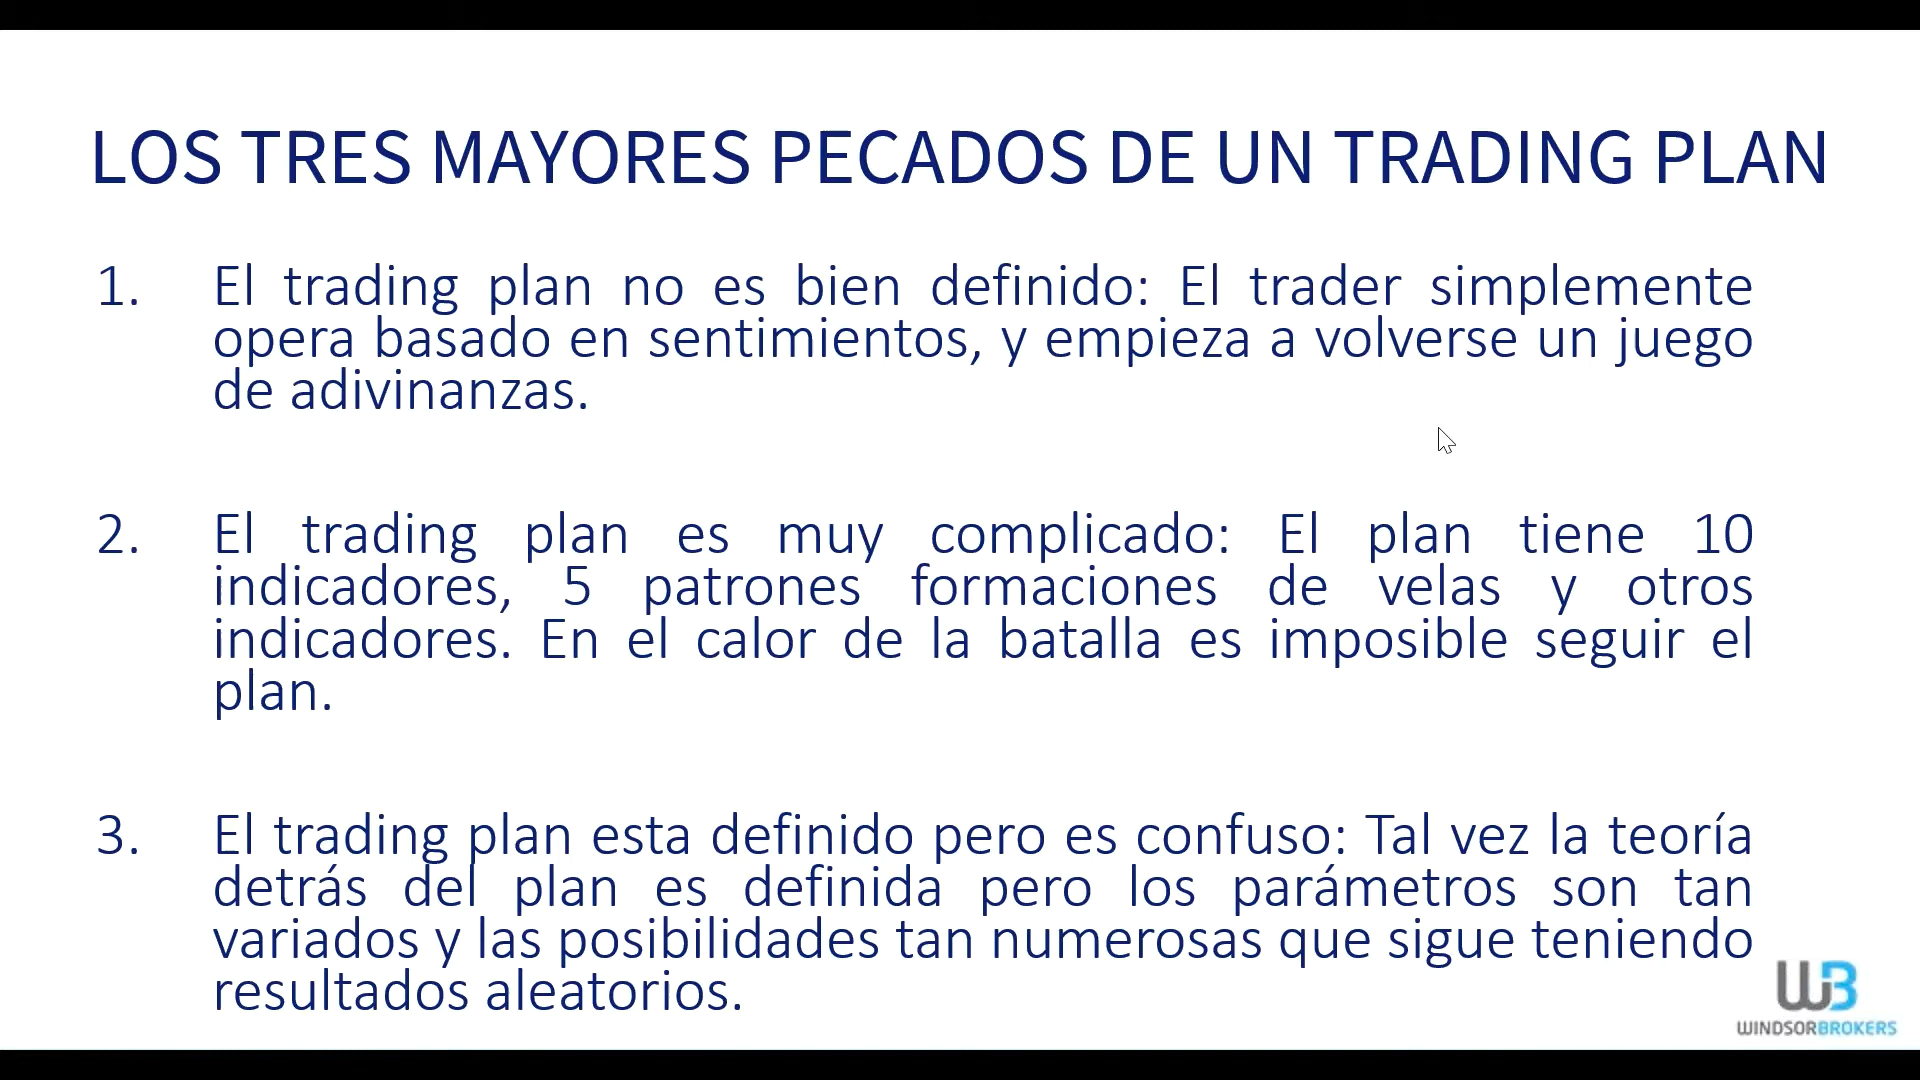 LOS TRES MAYORES PECADOS DE UN TRADING PLAN
1. El trading plan no es bien definido: El trader simplemente
opera basado en sentimientos, y empieza a volverse un juego
de adivinanzas.
2. El trading plan es muy complicado: El plan tiene 10
indicadores, 5 patrones formaciones de velas y otros
indicadores. En el calor de la batalla es imposible seguir el
plan.
3. El trading plan esta definido pero es confuso: Tal vez la teoría
detrás del plan es definida pero los parámetros son tan
variados y las posibilidades tan numerosas que sigue teniendo
resultados aleatorios.
WB
WINDSORBROKERS